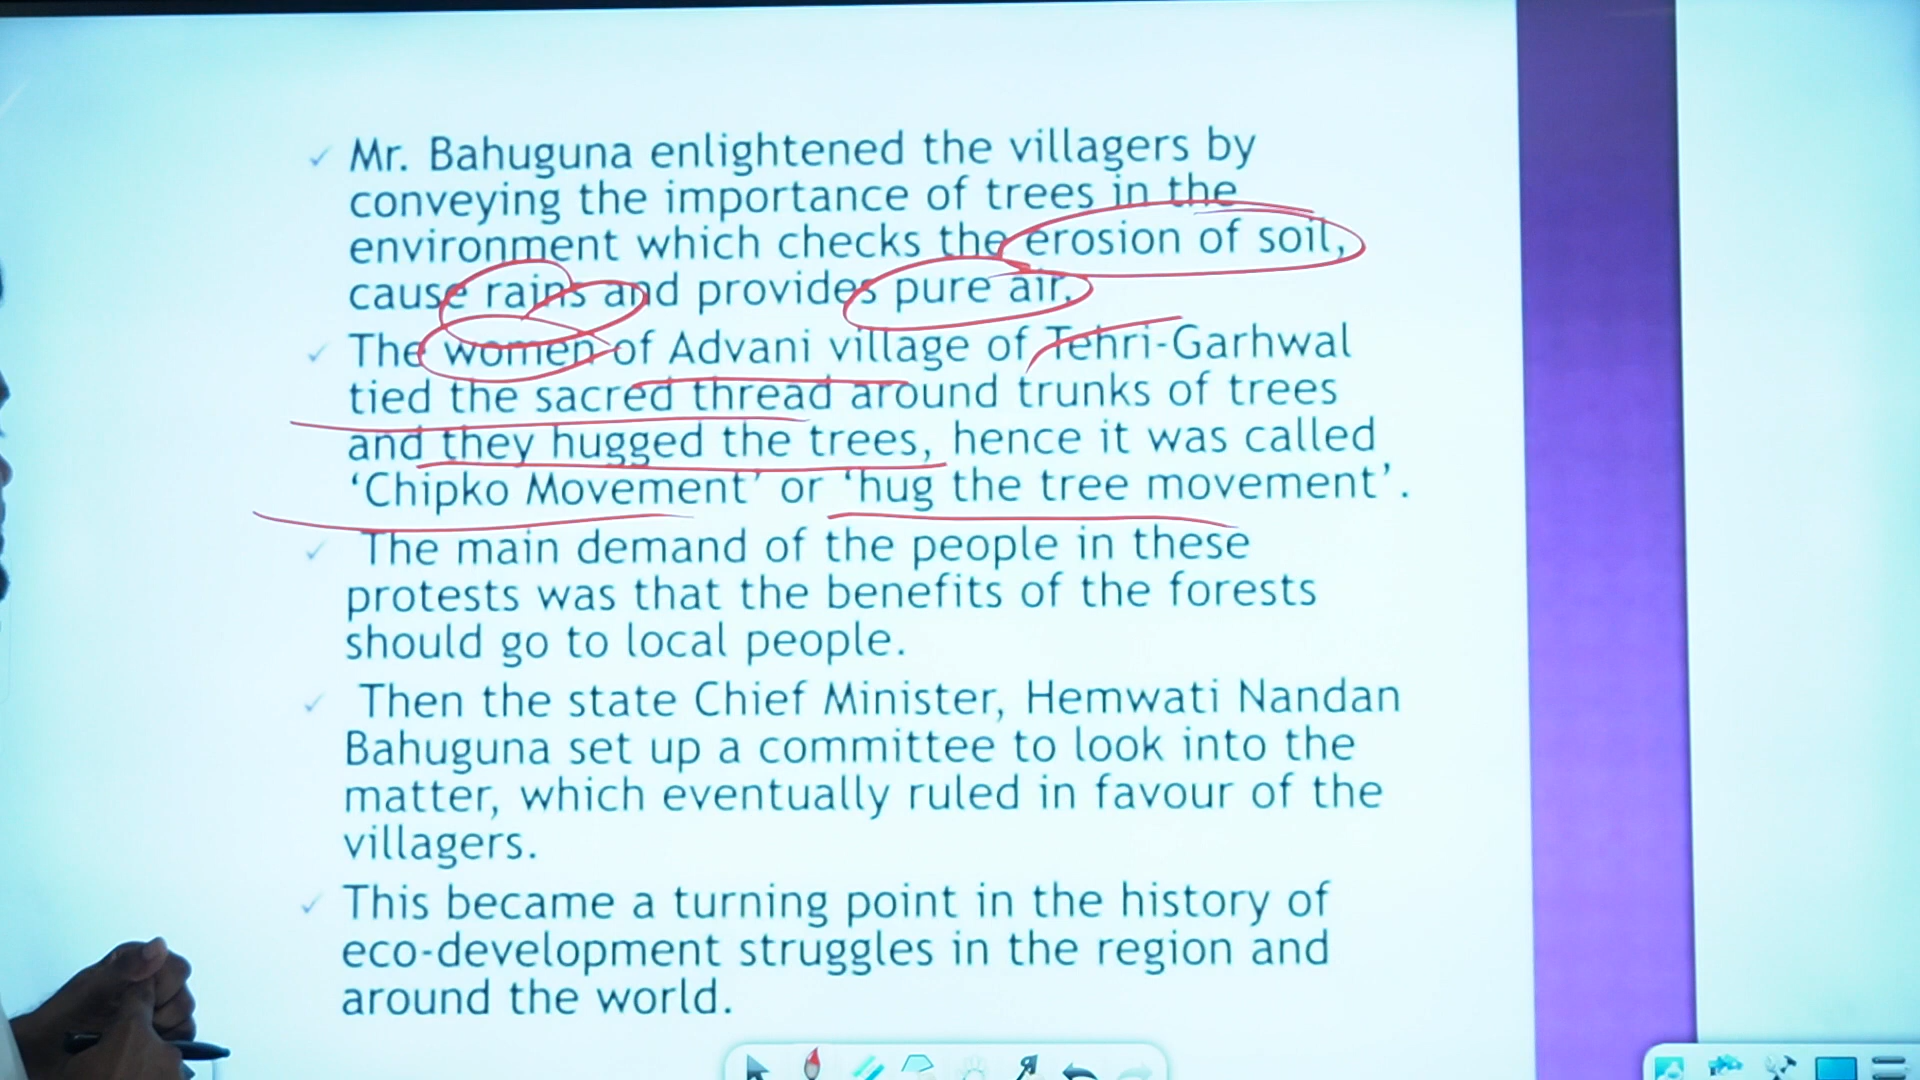 Mr. Bahuguna enlightened the villagers by
conveying the importance of trees in the
environment which checks the erosion of soil,
cause rains and provides pure air.
The women of Advani village of Tehri-Garhwal
tied the sacred thread around trunks of trees
and they hugged the trees, hence it was called
‘Chipko Movement’ or ‘hug the tree movement’.
The main demand of the people in these
protests was that the benefits of the forests
should go to local people.
Then the state Chief Minister, Hemwati Nandan
Bahuguna set up a committee to look into the
matter, which eventually ruled in favour of the
villagers.
This became a turning point in the history of
eco-development struggles in the region and
around the world.